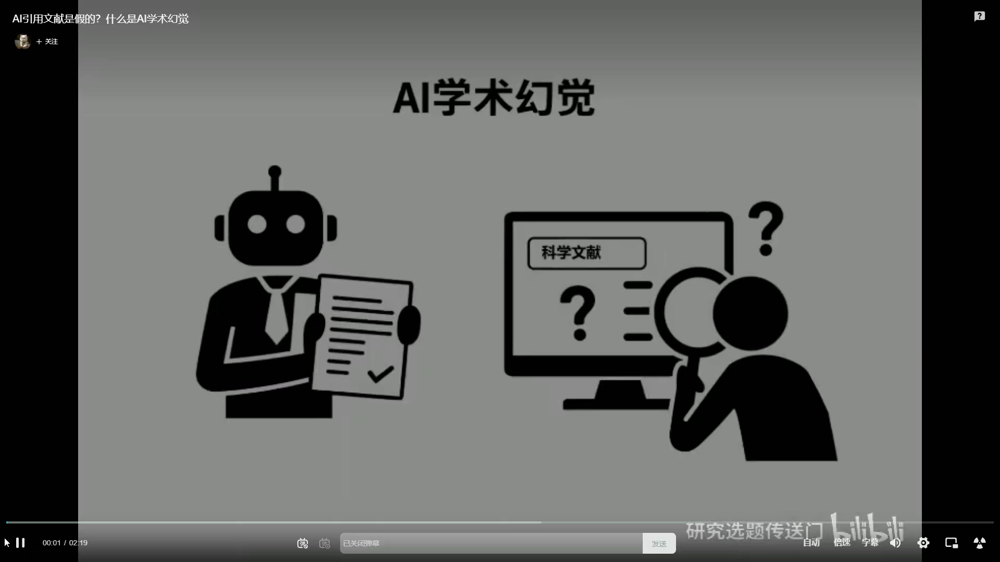 AI引用文献是假的？什么是AI学术幻觉
+ 关注
AI学术幻觉
科学文献
研究选题传送门 bilibili
00:01 / 02:19
已关闭弹幕
发送
自动
倍速
字幕